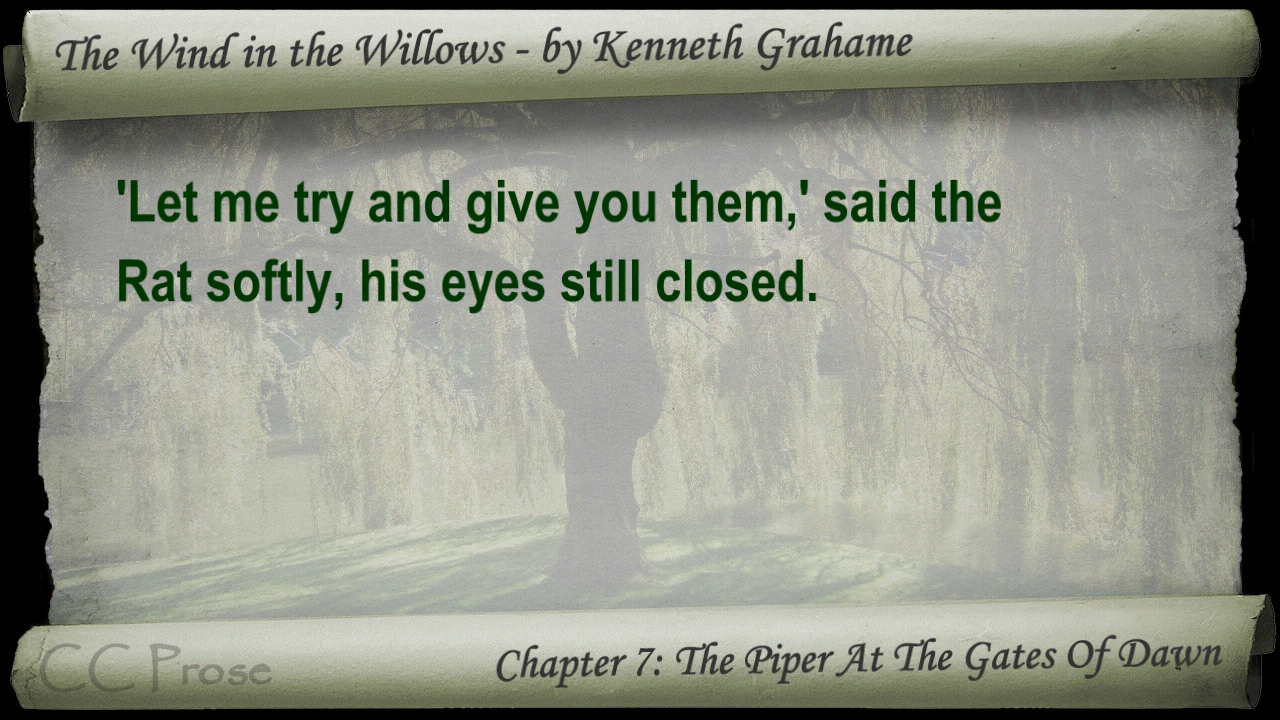 The Wind in the Willows - by Kenneth Grahame
'Let me try and give you them,' said the
Rat softly, his eyes still closed.
CC Prose
Chapter 7: The Piper At The Gates Of Dawn